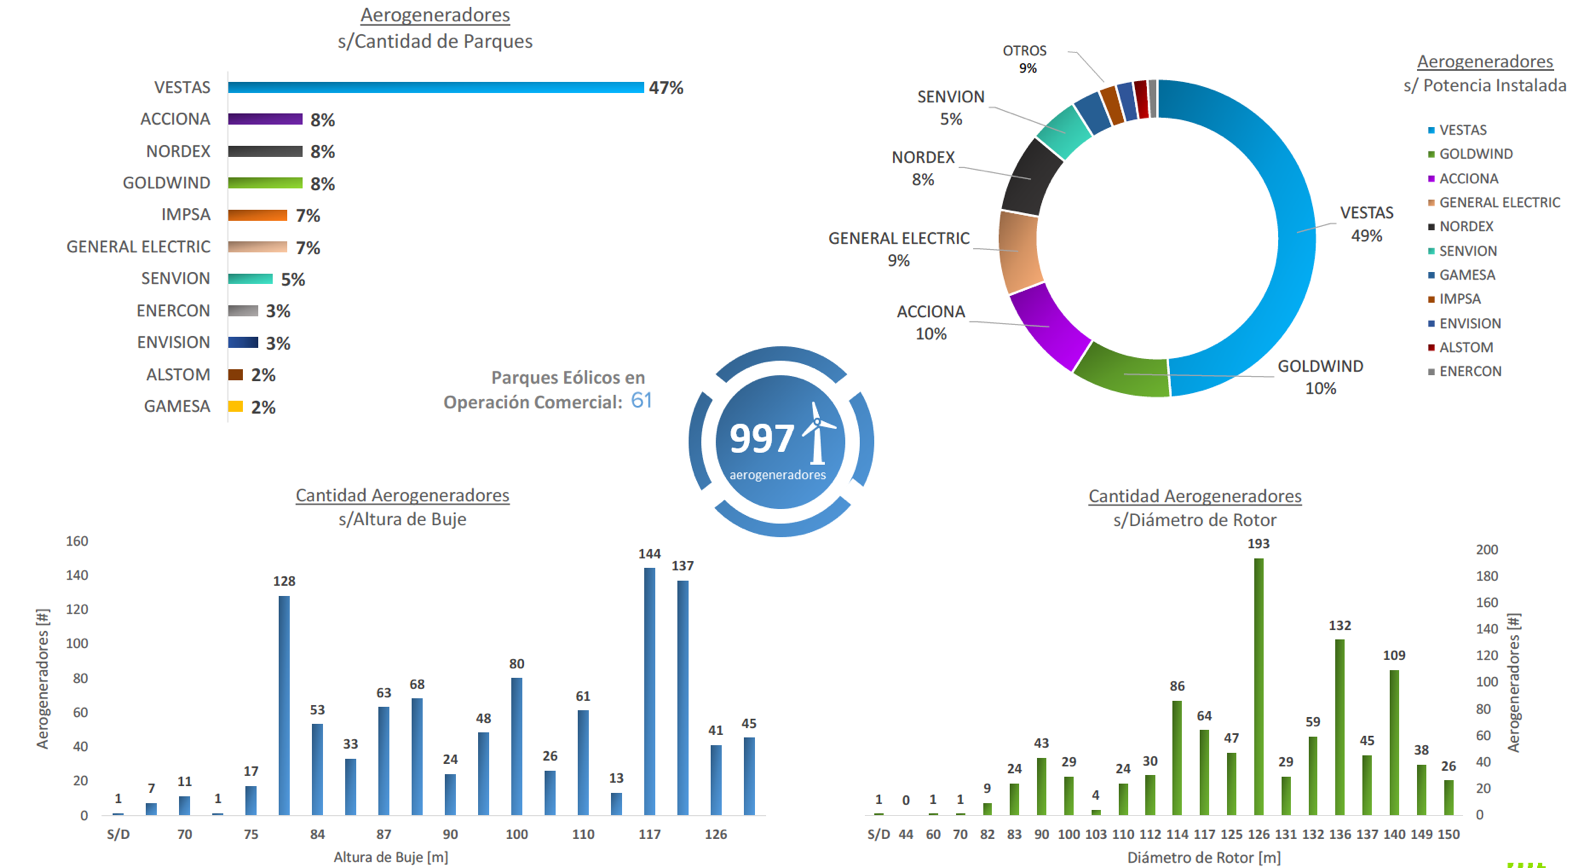 Aerogeneradores
s/Cantidad de Parques
VESTAS 47%
ACCIONA 8%
NORDEX 8%
GOLDWIND 8%
IMPSA 7%
GENERAL ELECTRIC 7%
SENVION 5%
ENERCON 3%
ENVISION 3%
ALSTOM 2%
GAMESA 2%
Aerogeneradores
s/ Potencia Instalada
OTROS
9%
SENVION
5%
NORDEX
8%
GENERAL ELECTRIC
9%
ACCIONA
10%
GOLDWIND
10%
VESTAS
49%
VESTAS
GOLDWIND
ACCIONA
GENERAL ELECTRIC
NORDEX
SENVION
GAMESA
IMPSA
ENVISION
ALSTOM
ENERCON
Parques Eólicos en
Operación Comercial: 61
997
aerogeneradores
Cantidad Aerogeneradores
s/Altura de Buje
Aerogeneradores [#]
160
140
120
100
80
60
40
20
0
1 7 11 1 17 128 53 33 63 68 24 48 80 26 61 13 144 137 41 45
S/D 70 75 84 87 90 100 110 117 126
Altura de Buje [m]
Cantidad Aerogeneradores
s/Diámetro de Rotor
1 0 1 1 9 24 43 29 4 24 30 86 64 47 193 29 59 132 45 109 38 26
200
180
160
140
120
100
80
60
40
20
0
Aerogeneradores [#]
S/D 44 60 70 82 83 90 100 103 110 112 114 117 125 126 131 132 136 137 140 149 150
Diámetro de Rotor [m]